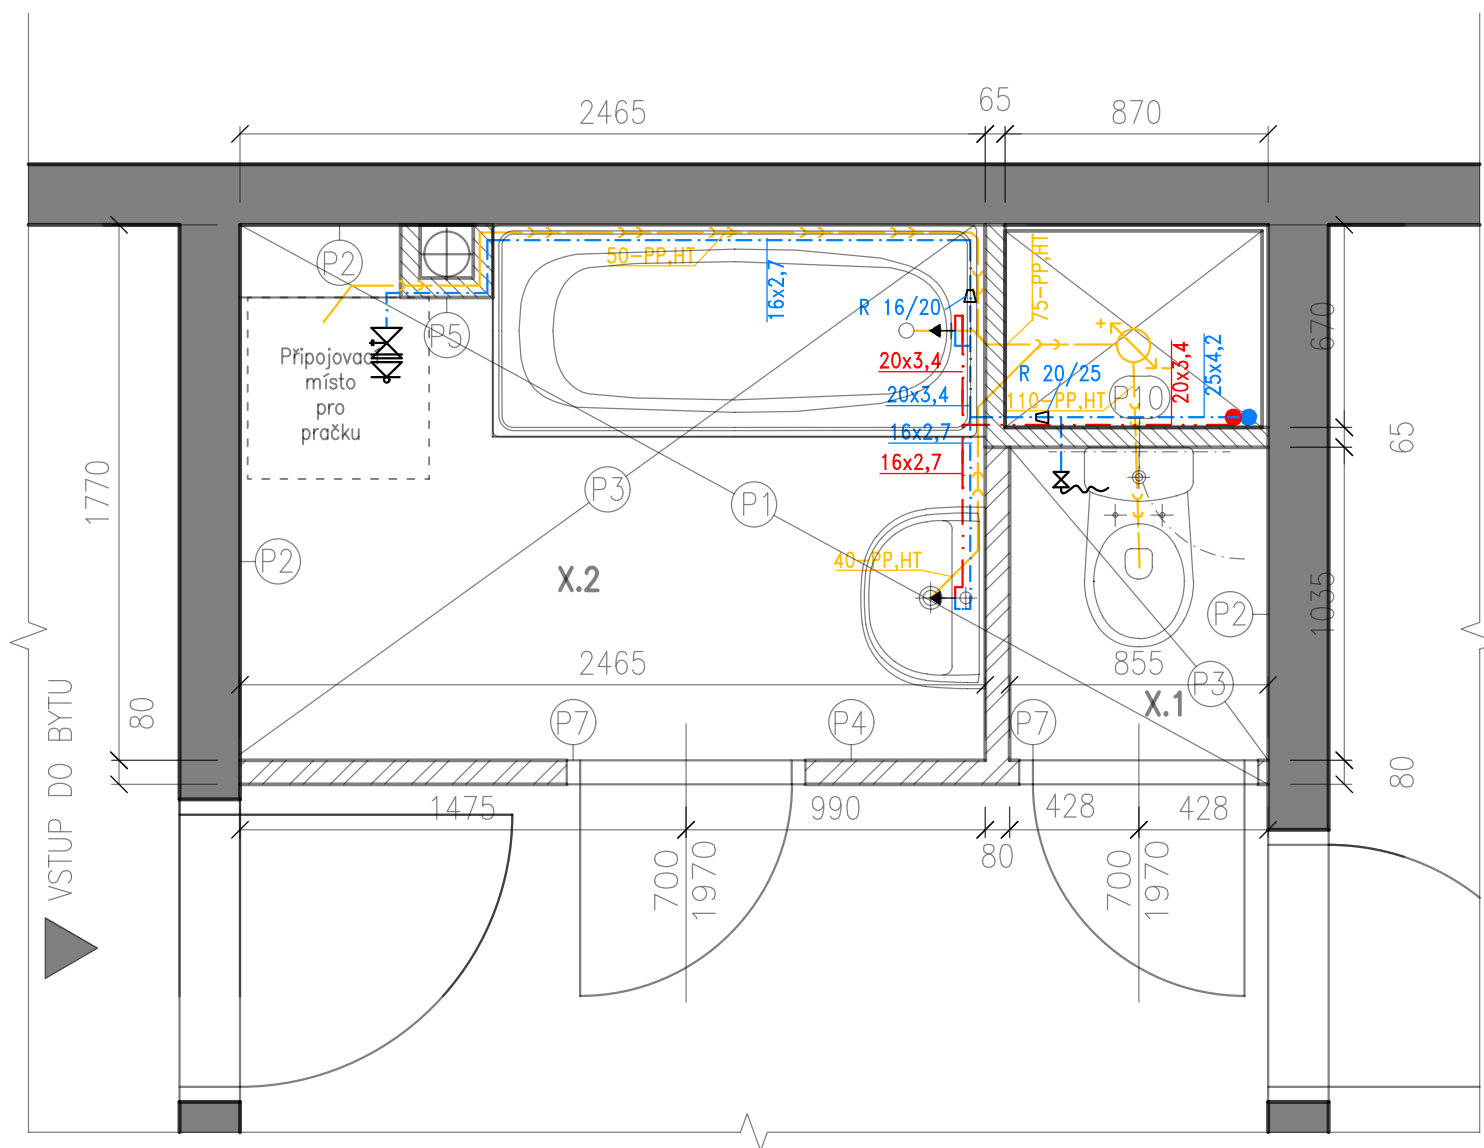 65
2465
870
P2
50-PP,HT
16x2,7
R 16/20
75-PP,HT
+
-
670
P5
Připojovací
místo
pro
pračku
20x3,4
20x3,4
R 20/25
110-PP,HT
P10
20x3,4
25x4,2
16x2,7
16x2,7
65
1770
P3
P1
P2
X.2
40-PP,HT
1035
P2
2465
855
P3
X.1
80
P7
P4
P7
80
VSTUP DO BYTU
1475
990
428
428
80
700
1970
700
1970